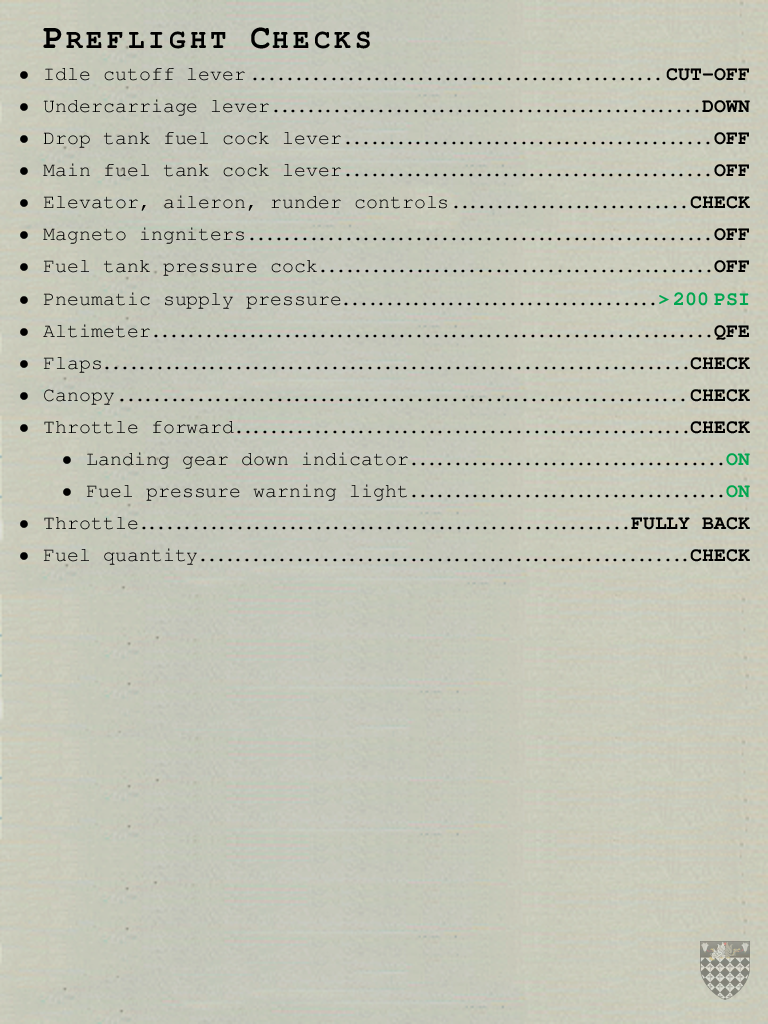 Preflight Checks
• Idle cutoff lever..............................................CUT-OFF
• Undercarriage lever................................................DOWN
• Drop tank fuel cock lever.........................................OFF
• Main fuel tank cock lever.........................................OFF
• Elevator, aileron, runder controls..........................CHECK
• Magneto ingniters....................................................OFF
• Fuel tank pressure cock............................................OFF
• Pneumatic supply pressure...................................>200 PSI
• Altimeter...............................................................QFE
• Flaps..................................................................CHECK
• Canopy................................................................CHECK
• Throttle forward...................................................CHECK
• Landing gear down indicator...................................ON
• Fuel pressure warning light...................................ON
• Throttle.......................................................FULLY BACK
• Fuel quantity.......................................................CHECK